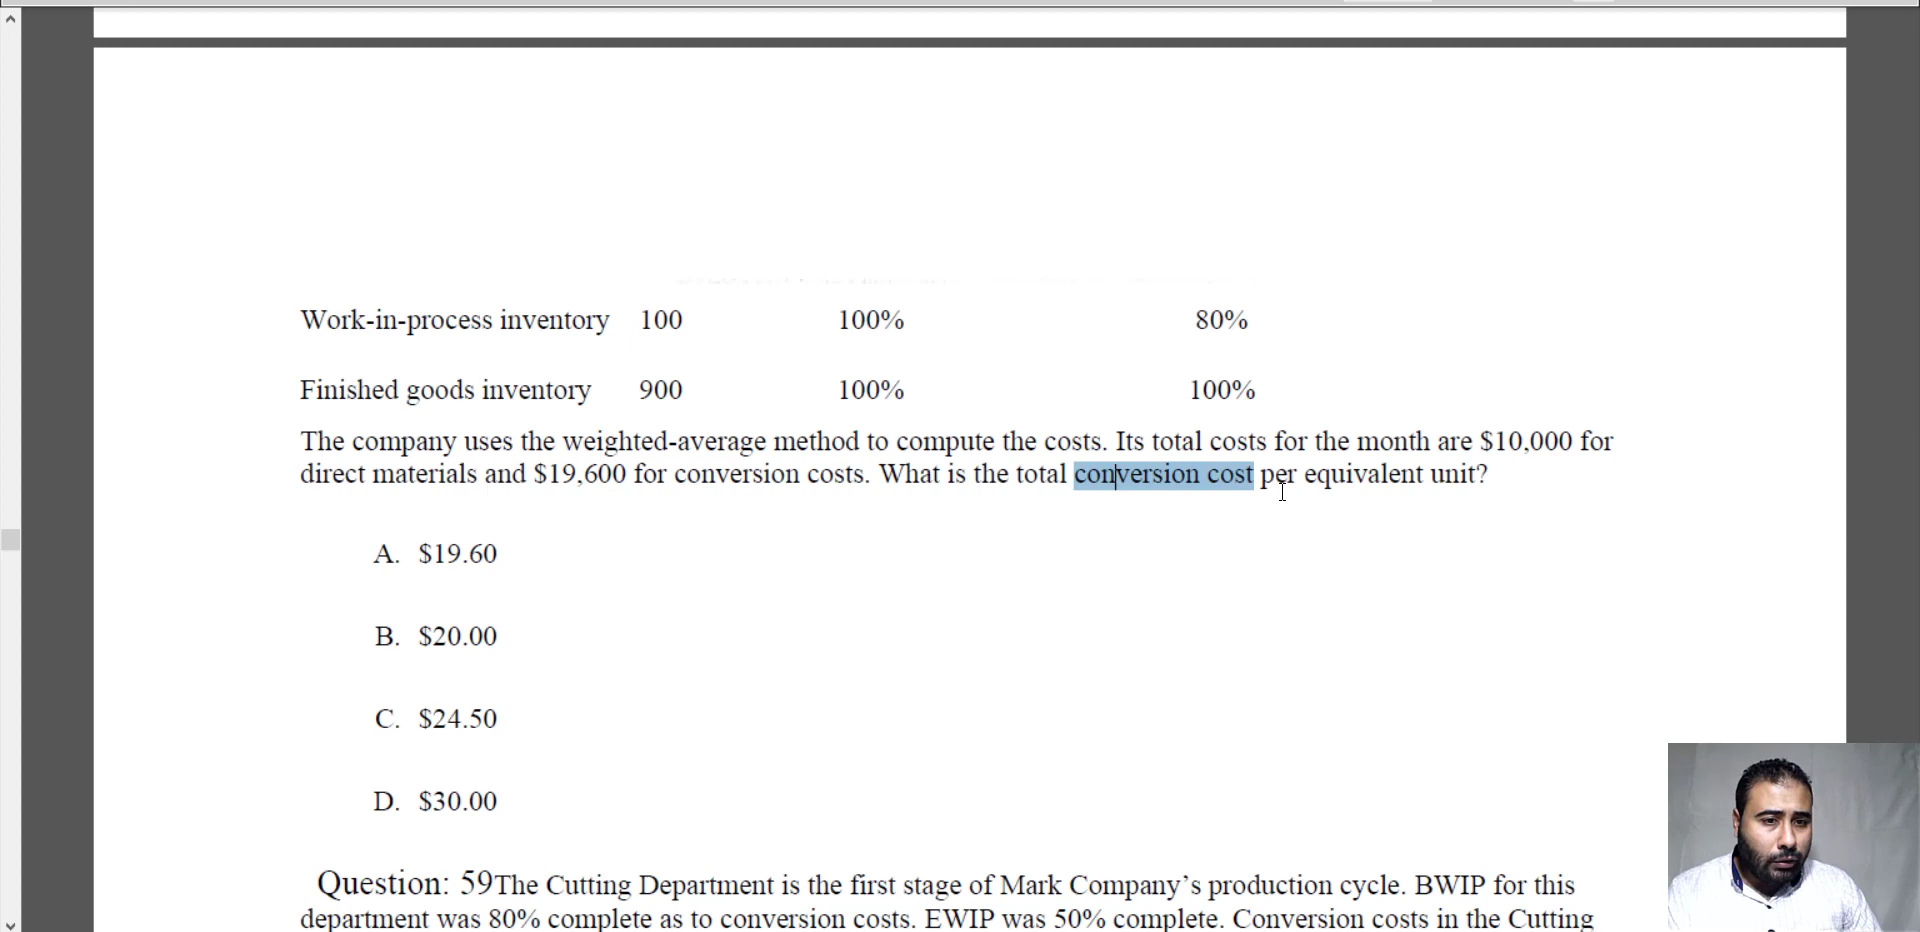 Work-in-process inventory 100 100% 80%
Finished goods inventory 900 100% 100%
The company uses the weighted-average method to compute the costs. Its total costs for the month are $10,000 for
direct materials and $19,600 for conversion costs. What is the total conversion cost per equivalent unit?
A. $19.60
B. $20.00
C. $24.50
D. $30.00
Question: 59The Cutting Department is the first stage of Mark Company’s production cycle. BWIP for this
department was 80% complete as to conversion costs. EWIP was 50% complete. Conversion costs in the Cutting